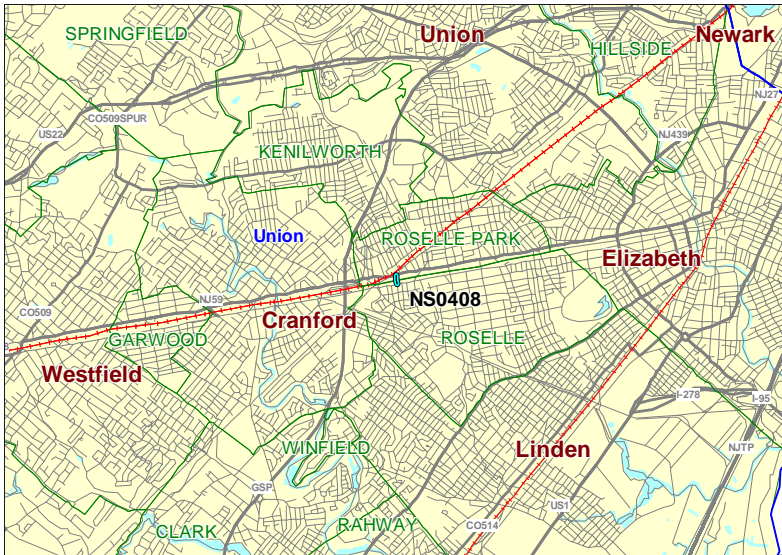 SPRINGFIELD
Union
Newark
HILLSIDE
NJ27
CO509SPUR
US22
NJ439
KENILWORTH
Union
ROSELLE PARK
Elizabeth
NS0408
NJ59
CO509
Cranford
GARWOOD
ROSELLE
Westfield
I-278
I-95
WINFIELD
Linden
NJTP
GSP
US1
CLARK
RAHWAY
CO514